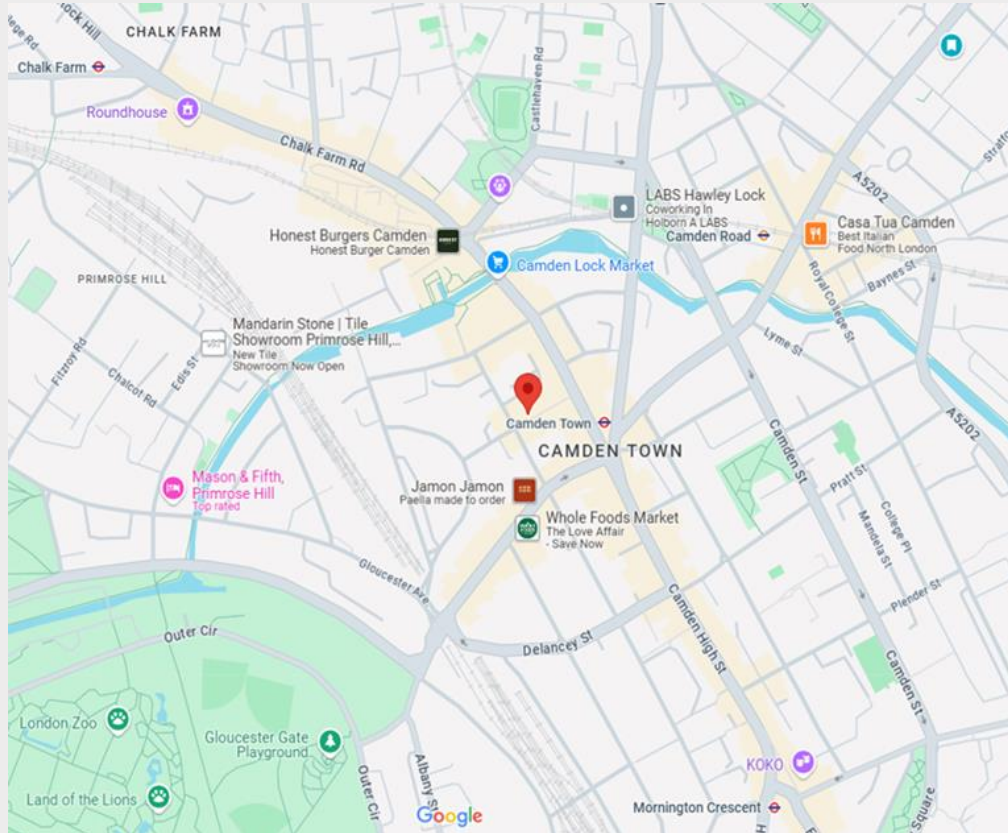 CHALK FARM
ock Hill
lege Rd
Chalk Farm
Roundhouse
Castlehaven Rd
Chalk Farm Rd
A5202
LABS Hawley Lock
Coworking In
Holborn A LABS
Honest Burgers Camden
Honest Burger Camden
Camden Road
Casa Tua Camden
Best Italian
Food North London
Camden Lock Market
PRIMROSE HILL
Royal College St
Baynes St
Mandarin Stone | Tile
Showroom Primrose Hill,...
New Tile
Showroom Now Open
Lyme St
Fitzroy Rd
Edis St
Chalcot Rd
Camden Town
A5202
CAMDEN TOWN
Camden St
Jamon Jamon
Paella made to order
Mason & Fifth,
Primrose Hill
Top rated
Pratt St
Whole Foods Market
The Love Affair
- Save Now
College Pl
Mandela St
Gloucester Ave
Plender St
Outer Cir
Delancey St
Camden High St
Camden St
London Zoo
Gloucester Gate
Playground
KOKO
Land of the Lions
Outer Cir
Albany St
Google
Mornington Crescent
Square